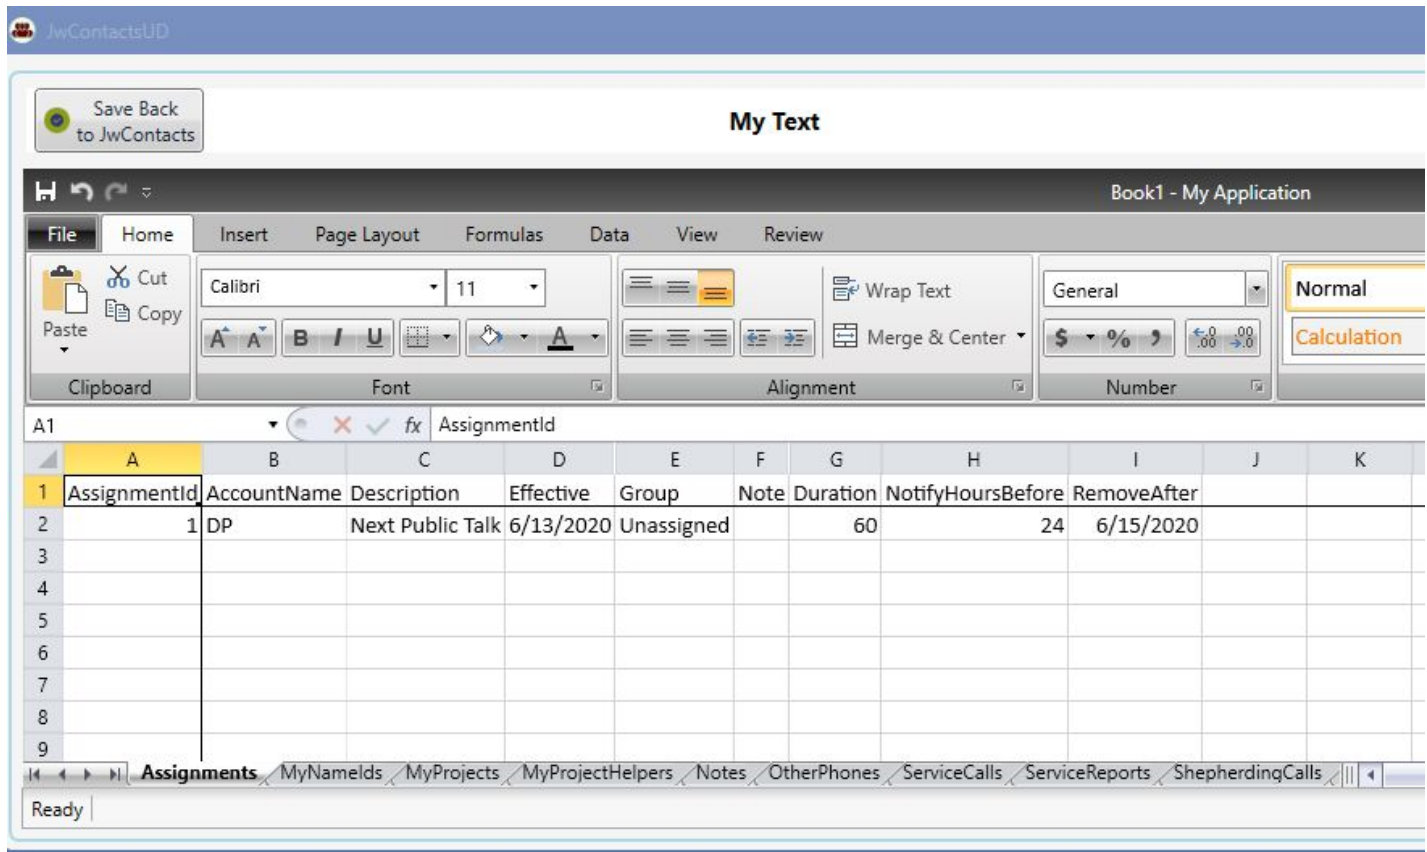 JwContactsUD
Save Back
to JwContacts
My Text
Book1 - My Application
File Home Insert Page Layout Formulas Data View Review
Cut
Copy
Paste
Calibri 11
A A B I U A
Wrap Text
Merge & Center
General
$ % , .0 .00 .00 .0
Normal
Calculation
Clipboard Font Alignment Number
A1 fx AssignmentId
A B C D E F G H I J K
1 AssignmentId AccountName Description Effective Group Note Duration NotifyHoursBefore RemoveAfter
2 1 DP Next Public Talk 6/13/2020 Unassigned 60 24 6/15/2020
3
4
5
6
7
8
9
Assignments MyNameIds MyProjects MyProjectHelpers Notes OtherPhones ServiceCalls ServiceReports ShepherdingCalls
Ready